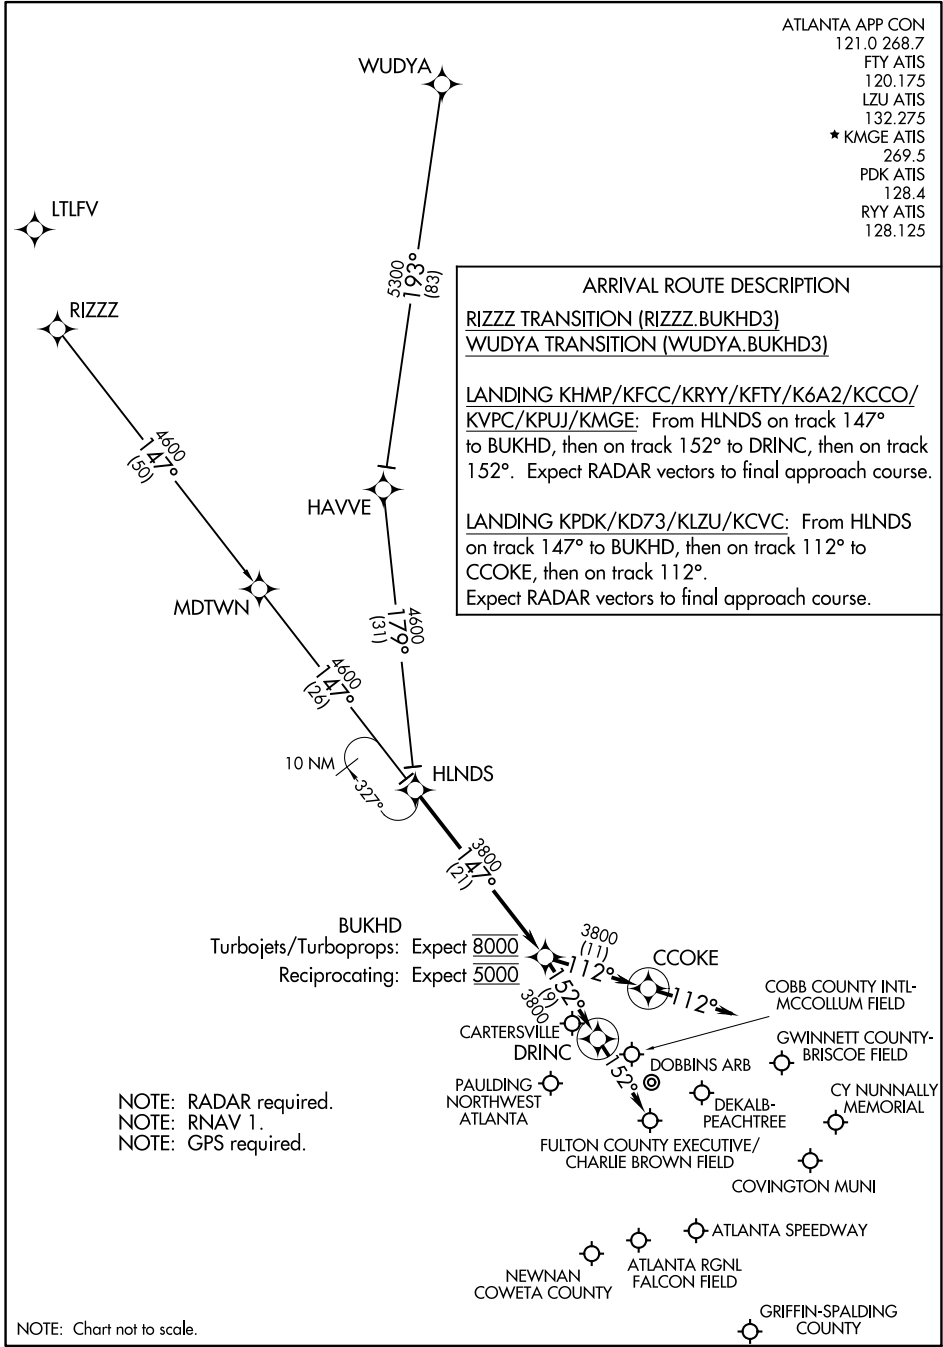 ATLANTA APP CON
121.0 268.7
FTY ATIS
120.175
LZU ATIS
132.275
★ KMGE ATIS
269.5
PDK ATIS
128.4
RYY ATIS
128.125
WUDYA
LTLFV
RIZZZ
5300
193°
(83)
ARRIVAL ROUTE DESCRIPTION
RIZZZ TRANSITION (RIZZZ.BUKHD3)
WUDYA TRANSITION (WUDYA.BUKHD3)
LANDING KHMP/KFCC/KRYY/KFTY/K6A2/KCCO/
KVPC/KPUJ/KMGE: From HLNDS on track 147°
to BUKHD, then on track 152° to DRINC, then on track
152°. Expect RADAR vectors to final approach course.
LANDING KPDK/KD73/KLZU/KCVC: From HLNDS
on track 147° to BUKHD, then on track 112° to
CCOKE, then on track 112°.
Expect RADAR vectors to final approach course.
4600
147°
(50)
HAVVE
MDTWN
4600
179°
(31)
4600
147°
(26)
10 NM
327°
HLNDS
3800
147°
(21)
BUKHD
Turbojets/Turboprops: Expect 8000
Reciprocating: Expect 5000
3800
(11)
112°
CCOKE
112°
152°
(9)
3800
COBB COUNTY INTL-
MCCOLLUM FIELD
CARTERSVILLE
DRINC
152°
GWINNETT COUNTY-
BRISCOE FIELD
DOBBINS ARB
PAULDING
NORTHWEST
ATLANTA
DEKALB-
PEACHTREE
CY NUNNALLY
MEMORIAL
NOTE: RADAR required.
NOTE: RNAV 1.
NOTE: GPS required.
FULTON COUNTY EXECUTIVE/
CHARLIE BROWN FIELD
COVINGTON MUNI
ATLANTA SPEEDWAY
ATLANTA RGNL
FALCON FIELD
NEWNAN
COWETA COUNTY
GRIFFIN-SPALDING
COUNTY
NOTE: Chart not to scale.